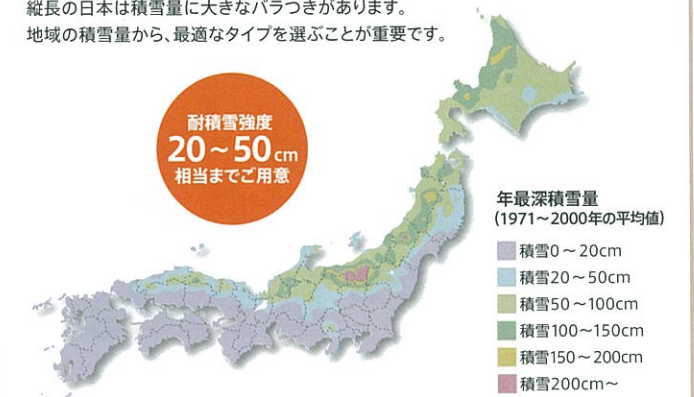 縦長の日本は積雪量に大きなバラつきがあります。
地域の積雪量から、最適なタイプを選ぶことが重要です。
耐積雪強度
20～50cm
相当までご用意
年最深積雪量
(1971～2000年の平均値)
積雪0～20cm
積雪20～50cm
積雪50～100cm
積雪100～150cm
積雪150～200cm
積雪200cm～